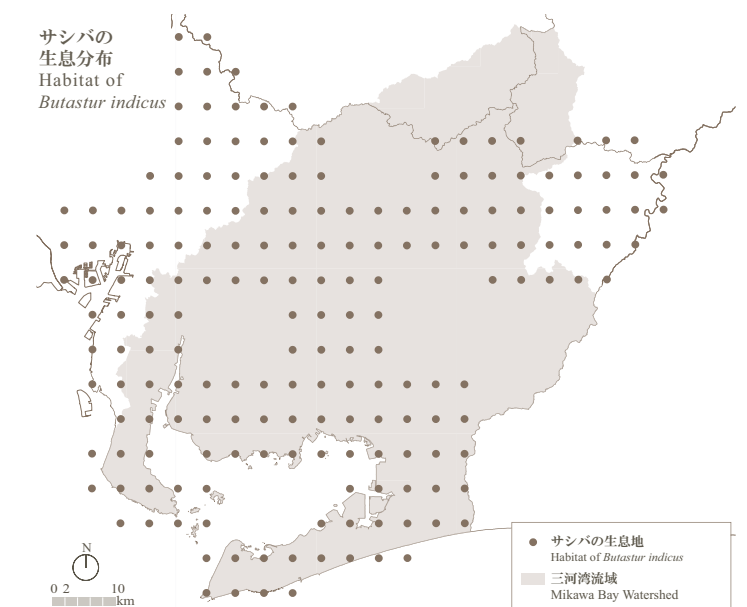 サシバの
生息分布
Habitat of
Butastur indicus
N
0 2 10
km
サシバの生息地
Habitat of Butastur indicus
三河湾流域
Mikawa Bay Watershed